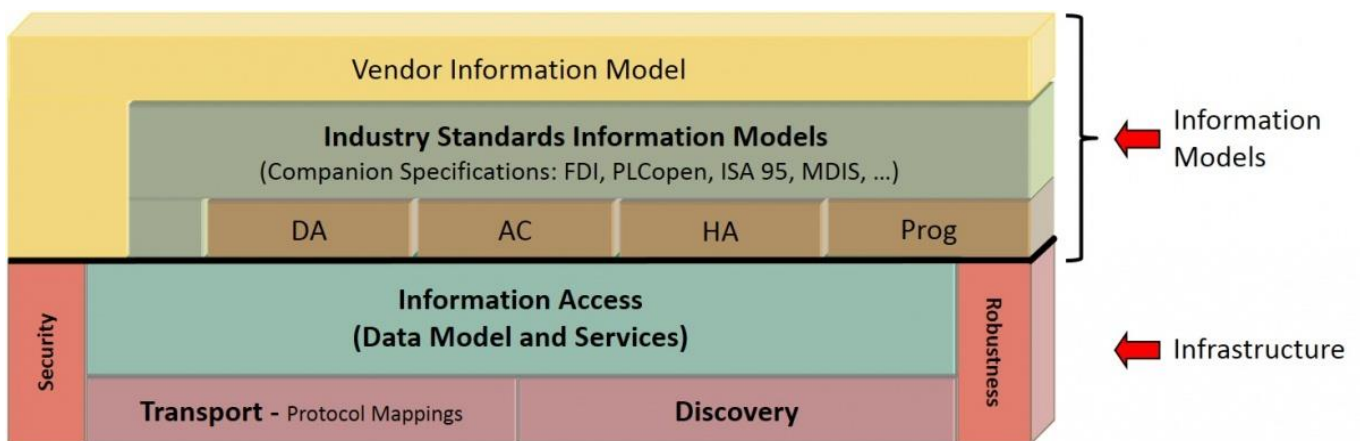 Vendor Information Model
Industry Standards Information Models
(Companion Specifications: FDI, PLCopen, ISA 95, MDIS, ...)
DA
AC
HA
Prog
Information
Models
Security
Information Access
(Data Model and Services)
Robustness
Infrastructure
Transport - Protocol Mappings
Discovery